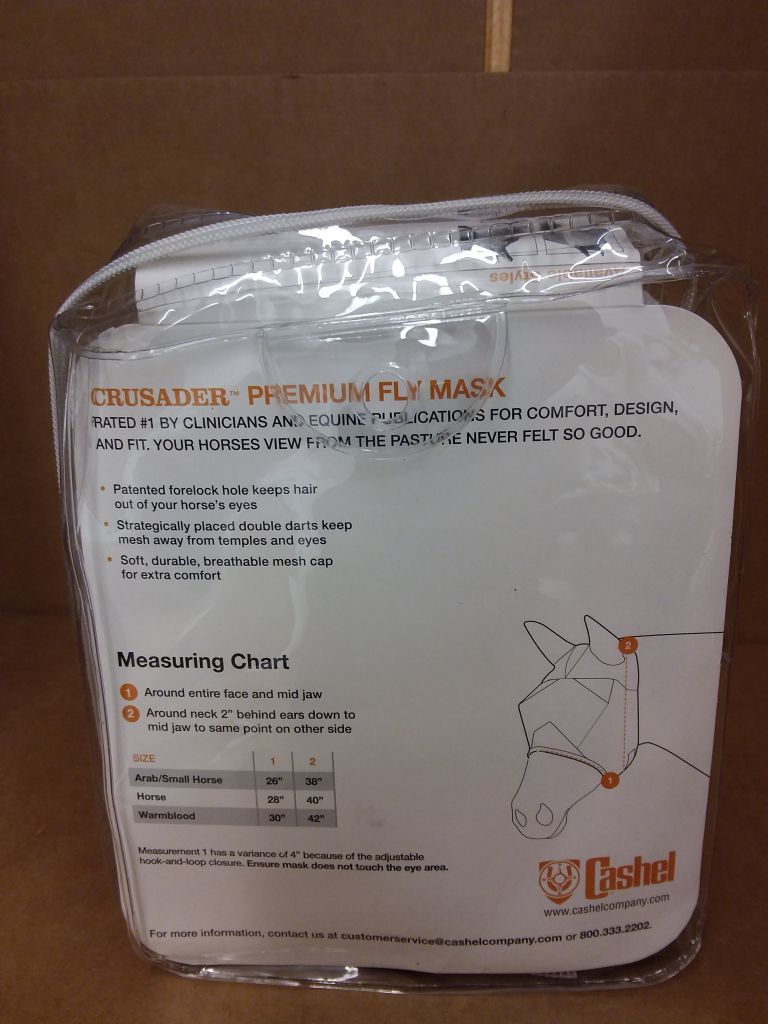 Available Styles
CRUSADER™ PREMIUM FLY MASK
RATED #1 BY CLINICIANS AND EQUINE PUBLICATIONS FOR COMFORT, DESIGN,
AND FIT. YOUR HORSES VIEW FROM THE PASTURE NEVER FELT SO GOOD.
• Patented forelock hole keeps hair
out of your horse's eyes
• Strategically placed double darts keep
mesh away from temples and eyes
• Soft, durable, breathable mesh cap
for extra comfort
Measuring Chart
1 Around entire face and mid jaw
2 Around neck 2" behind ears down to
mid jaw to same point on other side
SIZE 1 2
Arab/Small Horse 26" 38"
Horse 28" 40"
Warmblood 30" 42"
Measurement 1 has a variance of 4" because of the adjustable
hook-and-loop closure. Ensure mask does not touch the eye area.
2
1
Cashel
www.cashelcompany.com
For more information, contact us at customerservice@cashelcompany.com or 800.333.2202.